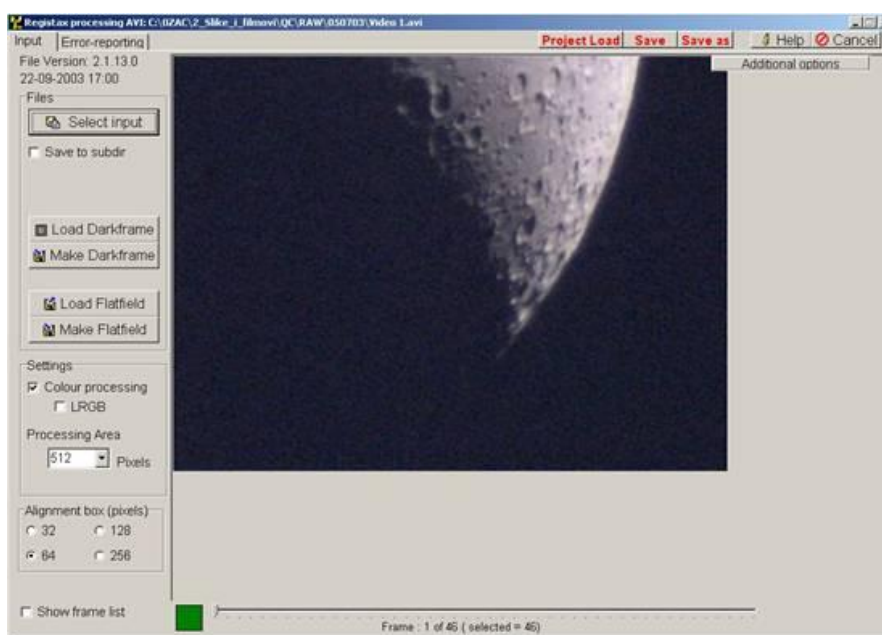 Registax processing AVI: C:\OZAC\2_Slike_i_filmovi\QC\RAW\050703\Video 1.avi
Input Error-reporting Project Load Save Save as Help Cancel
File Version: 2.1.13.0 Additional options
22-09-2003 17:00
Files
Select input
Save to subdir
Load Darkframe
Make Darkframe
Load Flatfield
Make Flatfield
Settings
Colour processing
LRGB
Processing Area
512 Pixels
Alignment box (pixels)
32 128
64 256
Show frame list
Frame : 1 of 46 ( selected = 46)